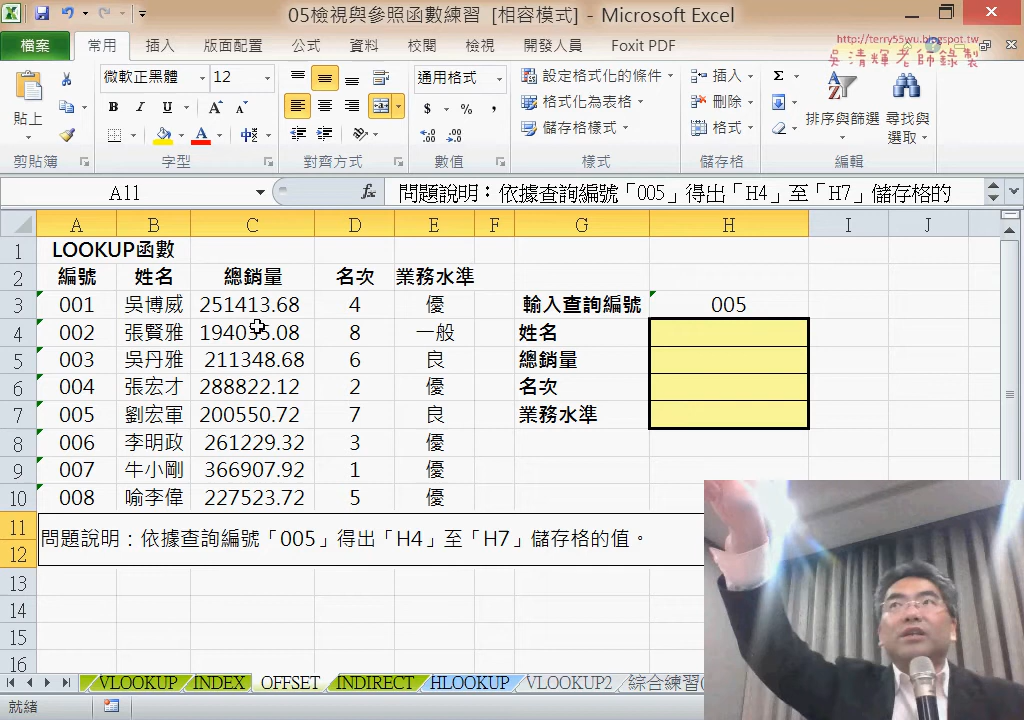 05檢視與參照函數練習 [相容模式] - Microsoft Excel
檔案 常用 插入 版面配置 公式 資料 校閱 檢視 開發人員 Foxit PDF
http://terry55wu.blogspot.tw
吳清輝老師錄製
微軟正黑體 12 通用格式 設定格式化的條件 插入 Σ
貼上 B I U A A $ % , 格式化為表格 刪除 排序與篩選 尋找與選取
A 中 .00 .0 儲存格樣式 格式
剪貼簿 字型 對齊方式 數值 樣式 儲存格 編輯
A11 fx 問題說明：依據查詢編號「005」得出「H4」至「H7」儲存格的
A B C D E F G H I J
1 LOOKUP函數
2 編號 姓名 總銷量 名次 業務水準
3 001 吳博威 251413.68 4 優 輸入查詢編號 005
4 002 張賢雅 194035.08 8 一般 姓名
5 003 吳丹雅 211348.68 6 良 總銷量
6 004 張宏才 288822.12 2 優 名次
7 005 劉宏軍 200550.72 7 良 業務水準
8 006 李明政 261229.32 3 優
9 007 牛小剛 366907.92 1 優
10 008 喻李偉 227523.72 5 優
11 問題說明：依據查詢編號「005」得出「H4」至「H7」儲存格的值。
12
13
14
15
16
VLOOKUP INDEX OFFSET INDIRECT HLOOKUP VLOOKUP2 綜合練習(
就緒